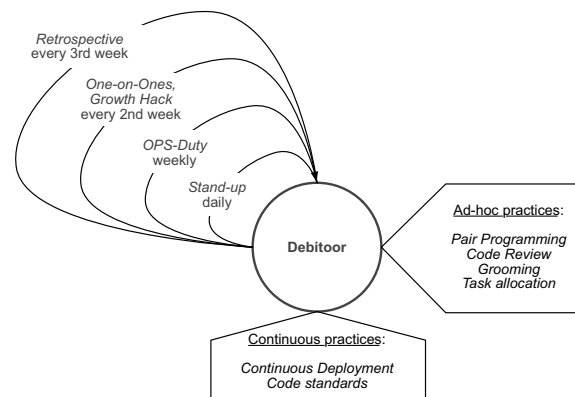 Retrospective
every 3rd week
One-on-Ones,
Growth Hack
every 2nd week
OPS-Duty
weekly
Stand-up
daily
Debitoor
Ad-hoc practices:
Pair Programming
Code Review
Grooming
Task allocation
Continuous practices:
Continuous Deployment
Code standards